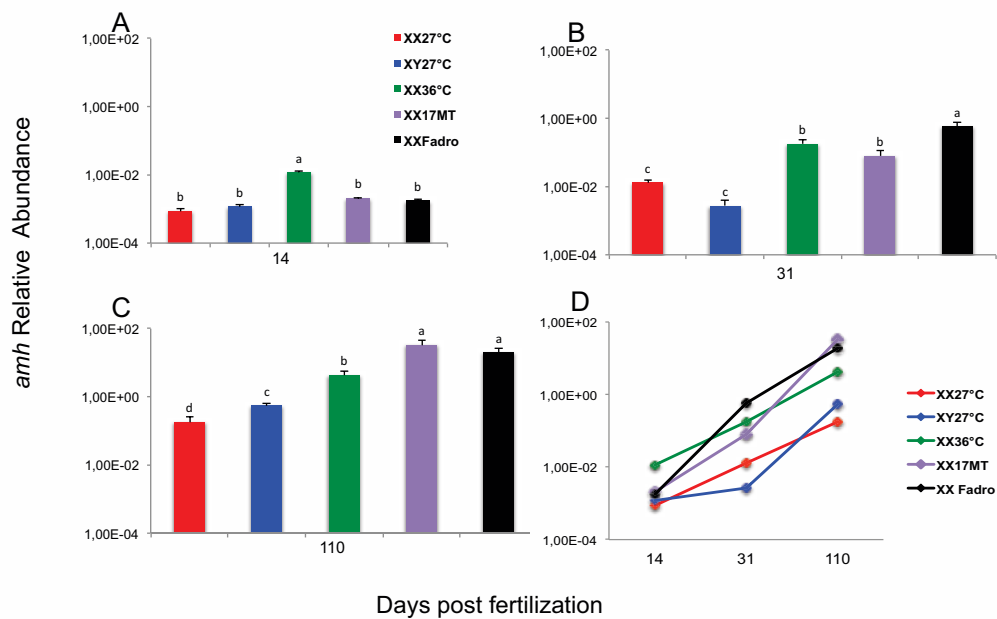 A
1,00E+02
1,00E+00
1,00E-02
1,00E-04
b
b
a
b
b
14
XX27°C
XY27°C
XX36°C
XX17MT
XXFadro
B
1,00E+02
1,00E+00
1,00E-02
1,00E-04
c
c
b
b
a
31
amh Relative Abundance
C
1,00E+02
1,00E+00
1,00E-02
1,00E-04
d
c
b
a
a
110
D
1,00E+02
1,00E+00
1,00E-02
1,00E-04
14 31 110
XX27°C
XY27°C
XX36°C
XX17MT
XX Fadro
Days post fertilization